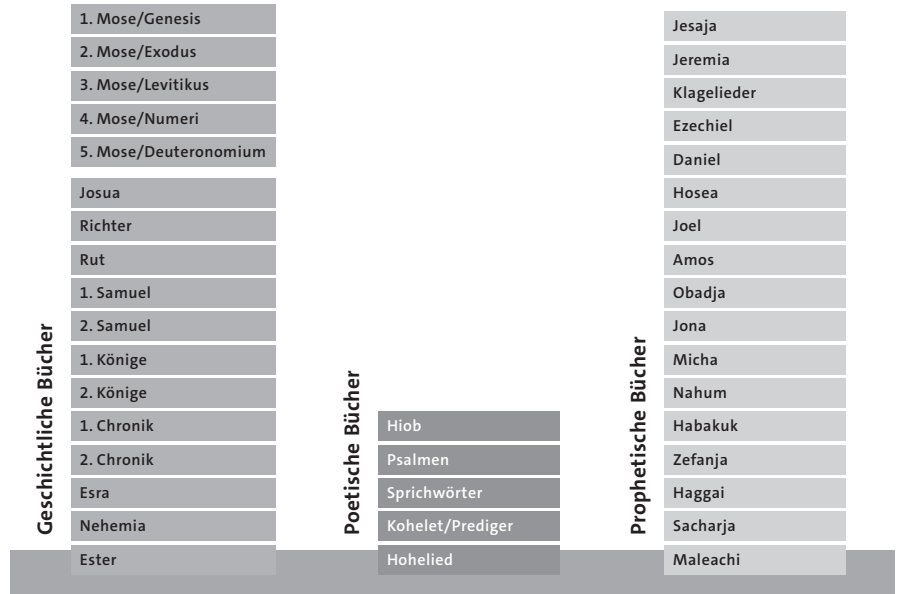 Geschichtliche Bücher
1. Mose/Genesis
2. Mose/Exodus
3. Mose/Levitikus
4. Mose/Numeri
5. Mose/Deuteronomium
Josua
Richter
Rut
1. Samuel
2. Samuel
1. Könige
2. Könige
1. Chronik
2. Chronik
Esra
Nehemia
Ester
Poetische Bücher
Hiob
Psalmen
Sprichwörter
Kohelet/Prediger
Hohelied
Prophetische Bücher
Jesaja
Jeremia
Klagelieder
Ezechiel
Daniel
Hosea
Joel
Amos
Obadja
Jona
Micha
Nahum
Habakuk
Zefanja
Haggai
Sacharja
Maleachi